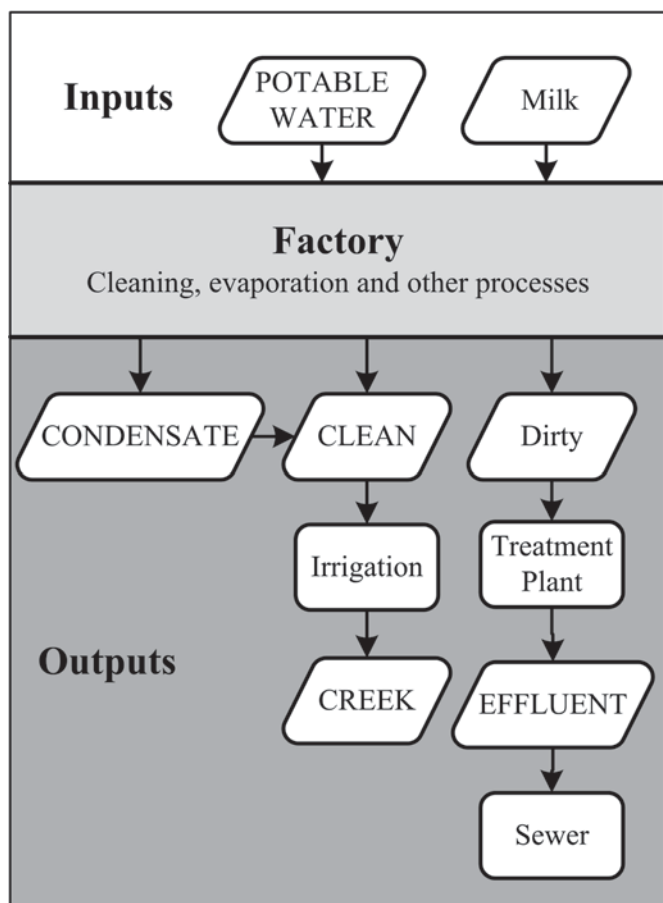 Inputs
POTABLE
WATER
Milk
Factory
Cleaning, evaporation and other processes
CONDENSATE
CLEAN
Dirty
Irrigation
Treatment
Plant
Outputs
CREEK
EFFLUENT
Sewer